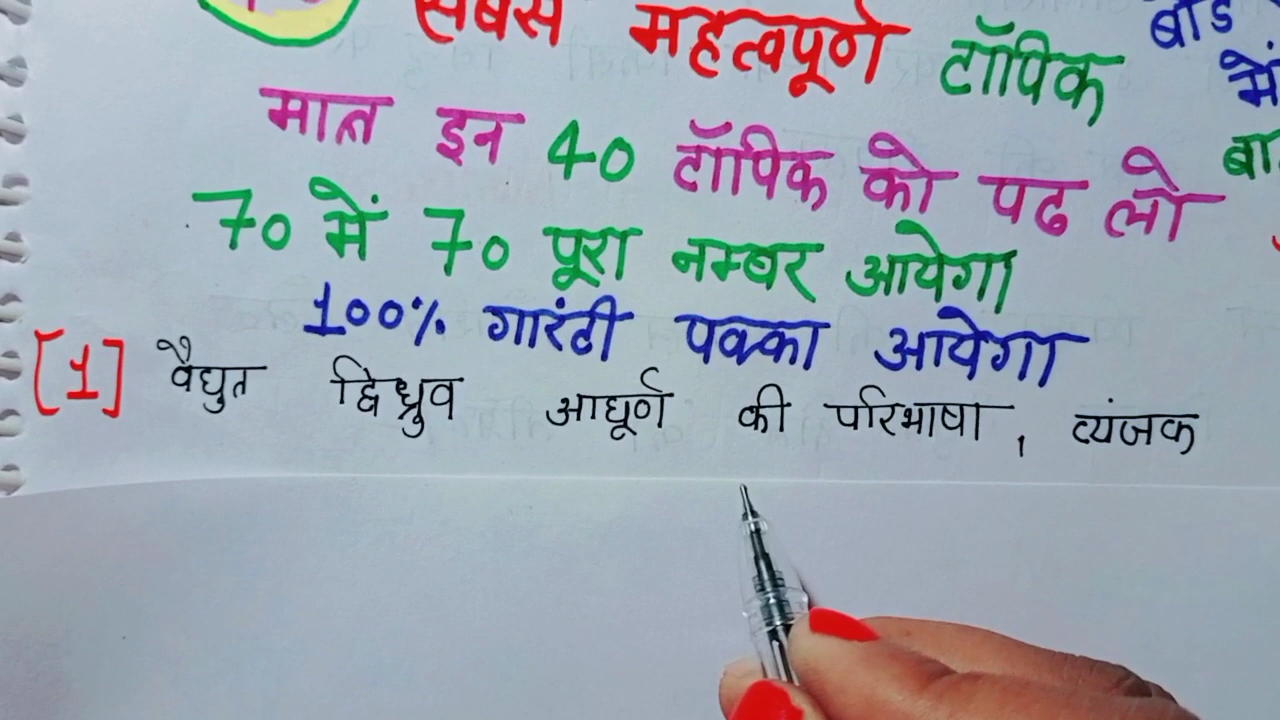 सबसे महत्वपूर्ण टॉपिक बोर्ड में
मात्र इन 40 टॉपिक को पढ लो
70 में 70 पूरा नम्बर आयेगा
100% गारंटी पक्का आयेगा
[1] वैद्युत द्विध्रुव आघूर्ण की परिभाषा, व्यंजक